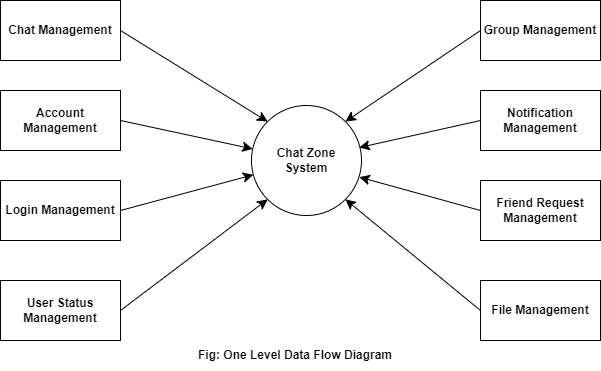 Chat Management
Group Management
Account
Management
Notification
Management
Chat Zone
System
Login Management
Friend Request
Management
User Status
Management
File Management
Fig: One Level Data Flow Diagram